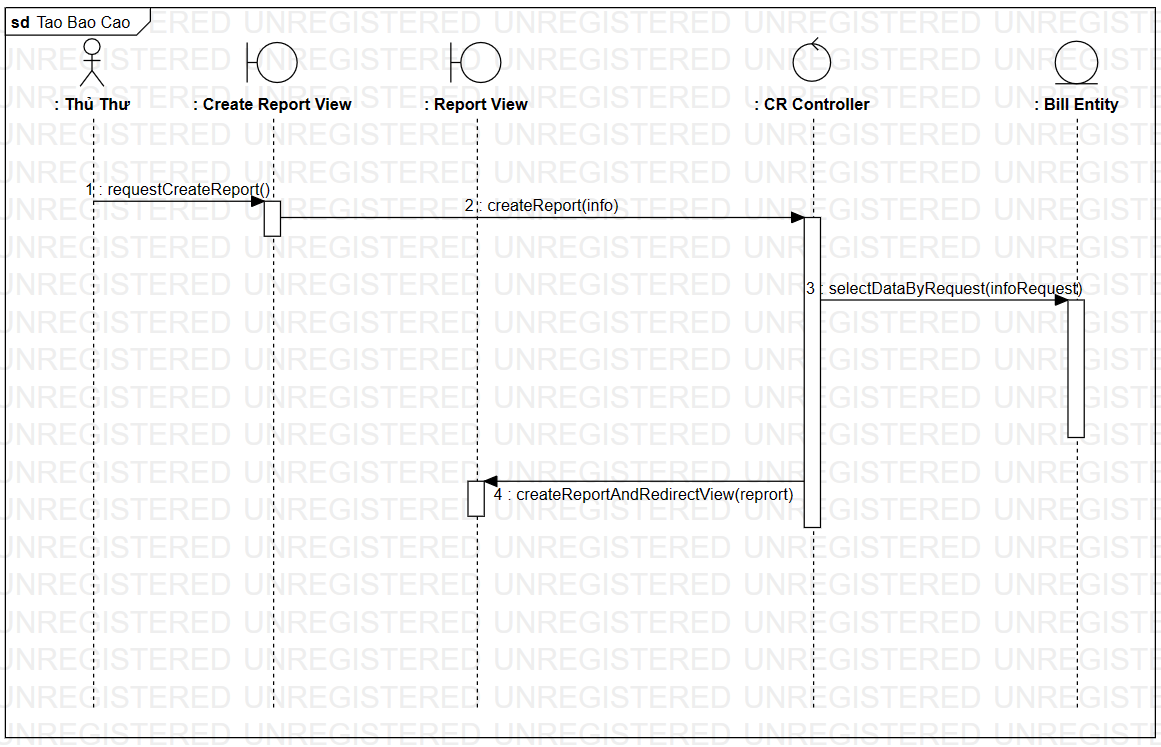 sd Tao Bao Cao
: Thủ Thư
: Create Report View
: Report View
: CR Controller
: Bill Entity
1 : requestCreateReport()
2 : createReport(info)
3 : selectDataByRequest(infoRequest)
4 : createReportAndRedirectView(reprort)
UNREGISTERED